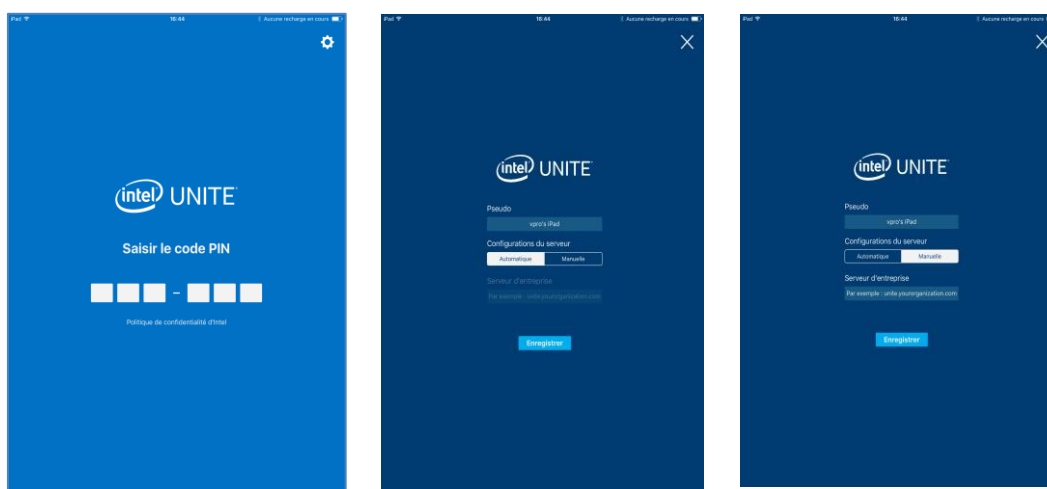 iPad 16:44 Aucune recharge en cours
intel UNITE
Saisir le code PIN
–
Politique de confidentialité d'Intel
iPad 16:44 Aucune recharge en cours
intel UNITE
Pseudo
vpro's iPad
Configurations du serveur
Automatique Manuelle
Serveur d'entreprise
Par exemple : unite.yourorganization.com
Enregistrer
iPad 16:44 Aucune recharge en cours
intel UNITE
Pseudo
vpro's iPad
Configurations du serveur
Automatique Manuelle
Serveur d'entreprise
Par exemple : unite.yourorganization.com
Enregistrer